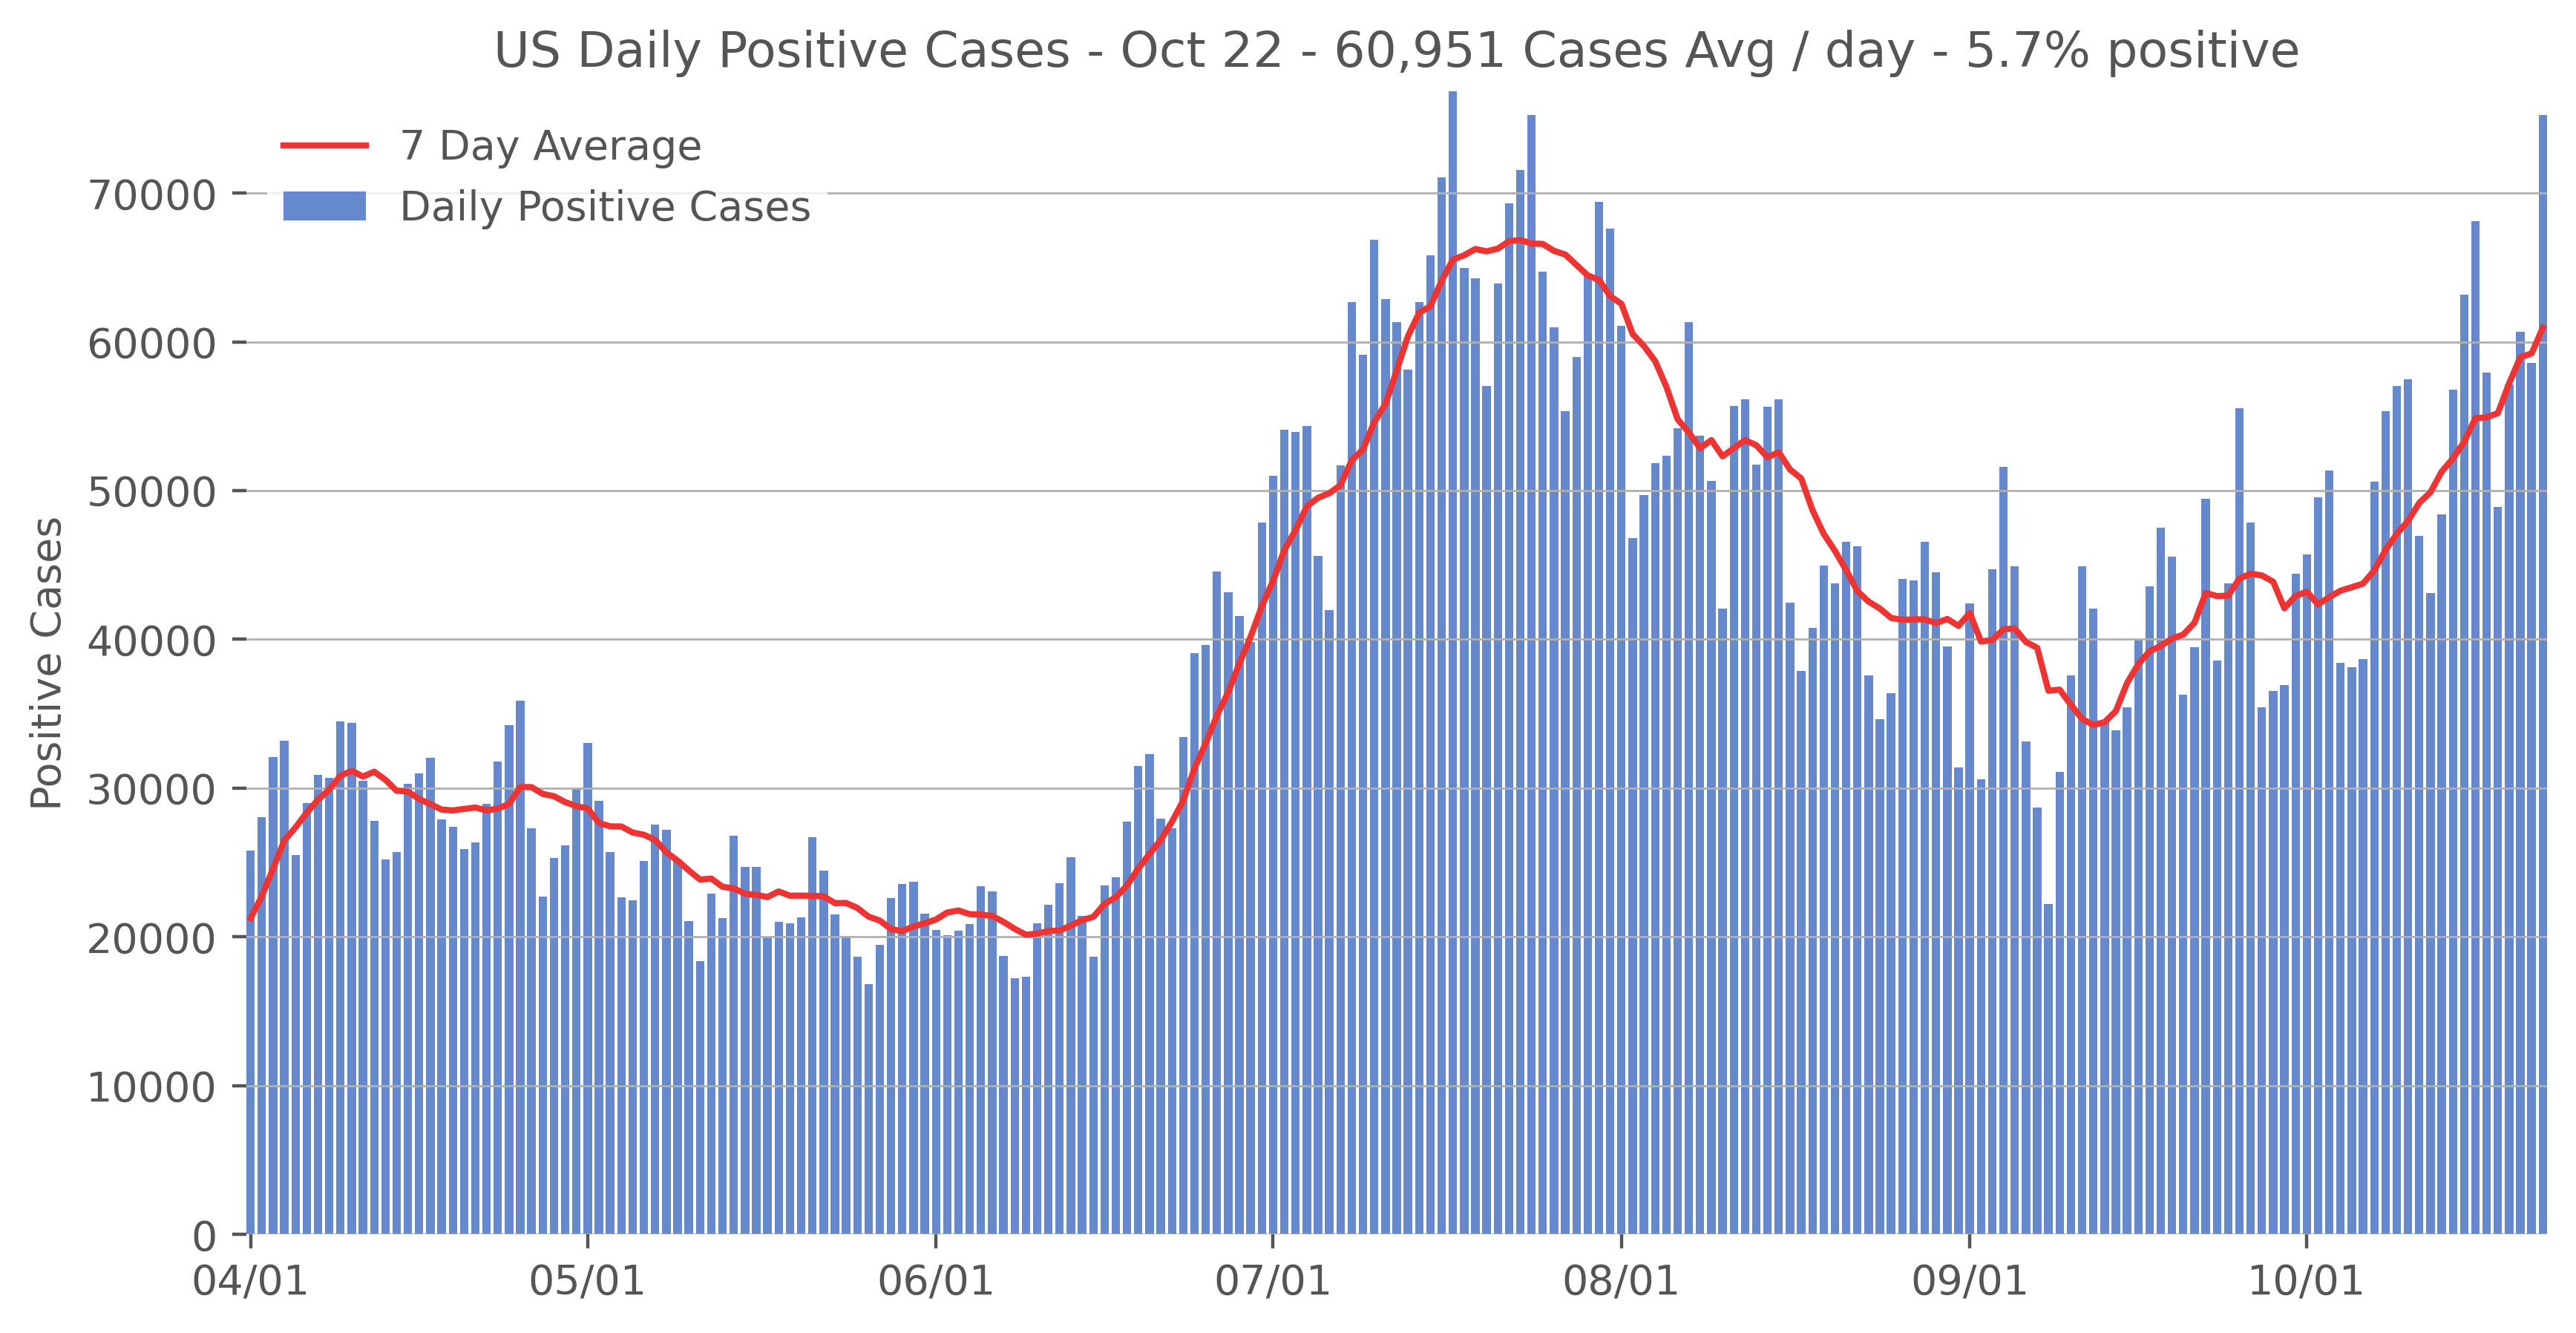 US Daily Positive Cases - Oct 22 - 60,951 Cases Avg / day - 5.7% positive
7 Day Average
Daily Positive Cases
Positive Cases
70000
60000
50000
40000
30000
20000
10000
0
04/01 05/01 06/01 07/01 08/01 09/01 10/01